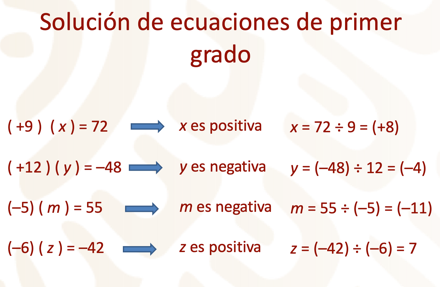 Solución de ecuaciones de primer
grado
( +9 ) ( x ) = 72 x es positiva x = 72 ÷ 9 = (+8)
( +12 ) ( y ) = –48 y es negativa y = (–48) ÷ 12 = (–4)
(–5) ( m ) = 55 m es negativa m = 55 ÷ (–5) = (–11)
(–6) ( z ) = –42 z es positiva z = (–42) ÷ (–6) = 7